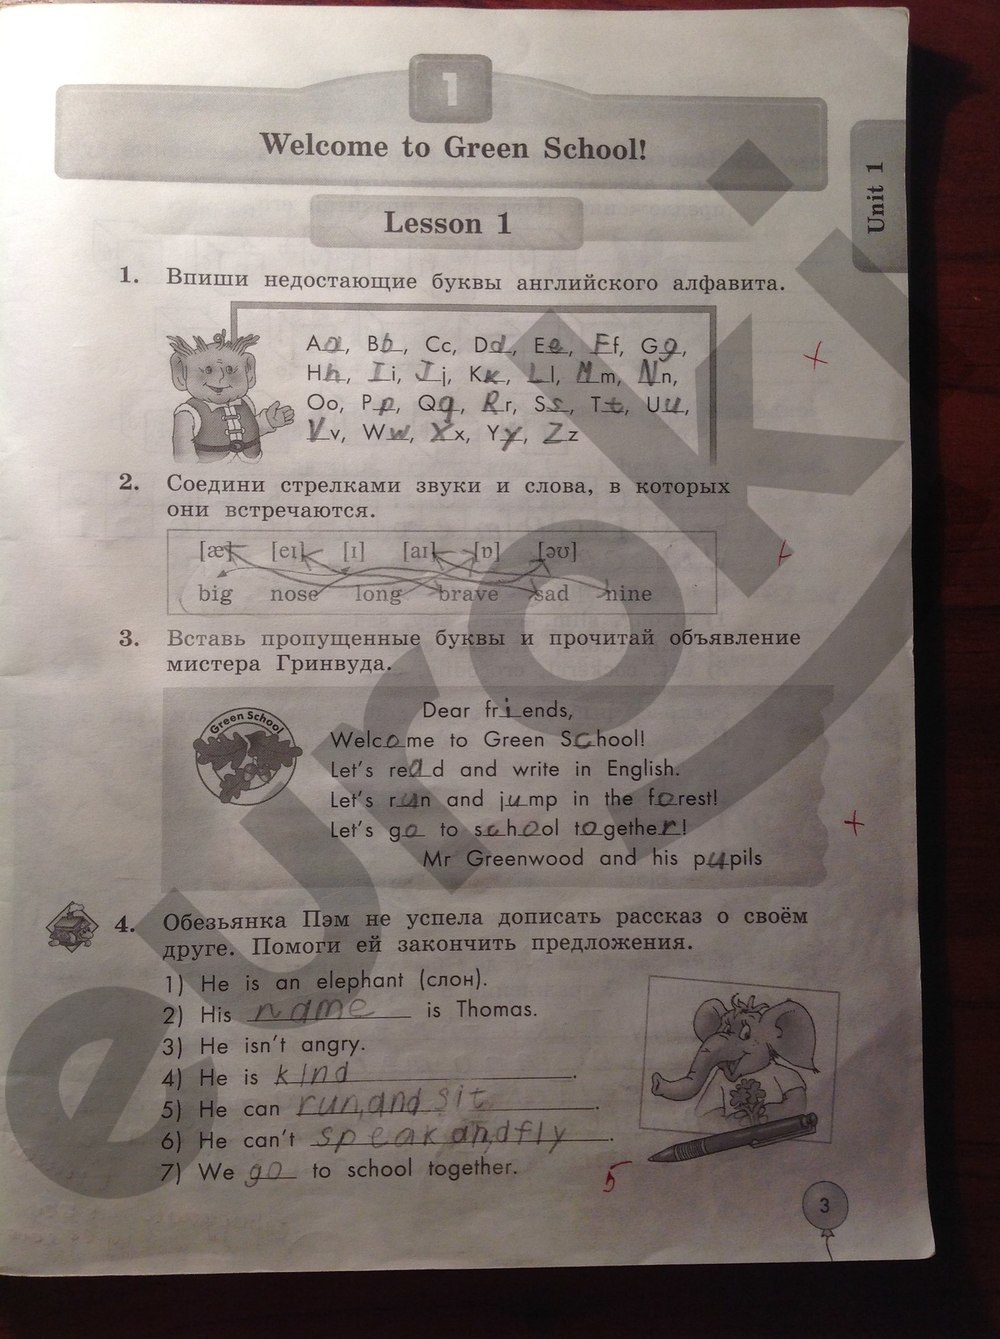 1
Welcome to Green School!
Unit 1
Lesson 1
1. Впиши недостающие буквы английского алфавита.
Aa, Bb, Cc, Dd, Ee, Ff, Gg,
Hh, Ii, Jj, Kk, Ll, Mm, Nn,
Oo, Pp, Qq, Rr, Ss, Tt, Uu,
Vv, Ww, Xx, Yy, Zz
+
2. Соедини стрелками звуки и слова, в которых
они встречаются.
[æ] [eɪ] [ɪ] [aɪ] [ɒ] [əʊ]
big nose long brave sad nine
+
3. Вставь пропущенные буквы и прочитай объявление
мистера Гринвуда.
Green School
Dear friends,
Welcome to Green School!
Let's read and write in English.
Let's run and jump in the forest!
Let's go to school together!
Mr Greenwood and his pupils
+
4. Обезьянка Пэм не успела дописать рассказ о своём
друге. Помоги ей закончить предложения.
1) He is an elephant (слон).
2) His name is Thomas.
3) He isn't angry.
4) He is kind.
5) He can run, and sit.
6) He can't speak and fly.
7) We go to school together.
5
3
euroki